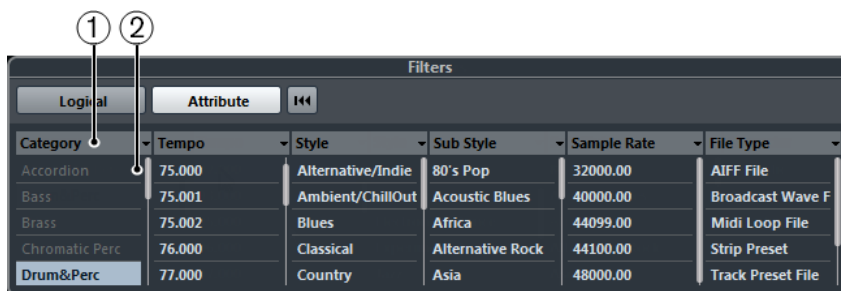 1 2
Filters
Logical Attribute
Category Tempo Style Sub Style Sample Rate File Type
Accordion 75.000 Alternative/Indie 80's Pop 32000.00 AIFF File
Bass 75.001 Ambient/ChillOut Acoustic Blues 40000.00 Broadcast Wave F
Brass 75.002 Blues Africa 44099.00 Midi Loop File
Chromatic Perc 76.000 Classical Alternative Rock 44100.00 Strip Preset
Drum&Perc 77.000 Country Asia 48000.00 Track Preset File